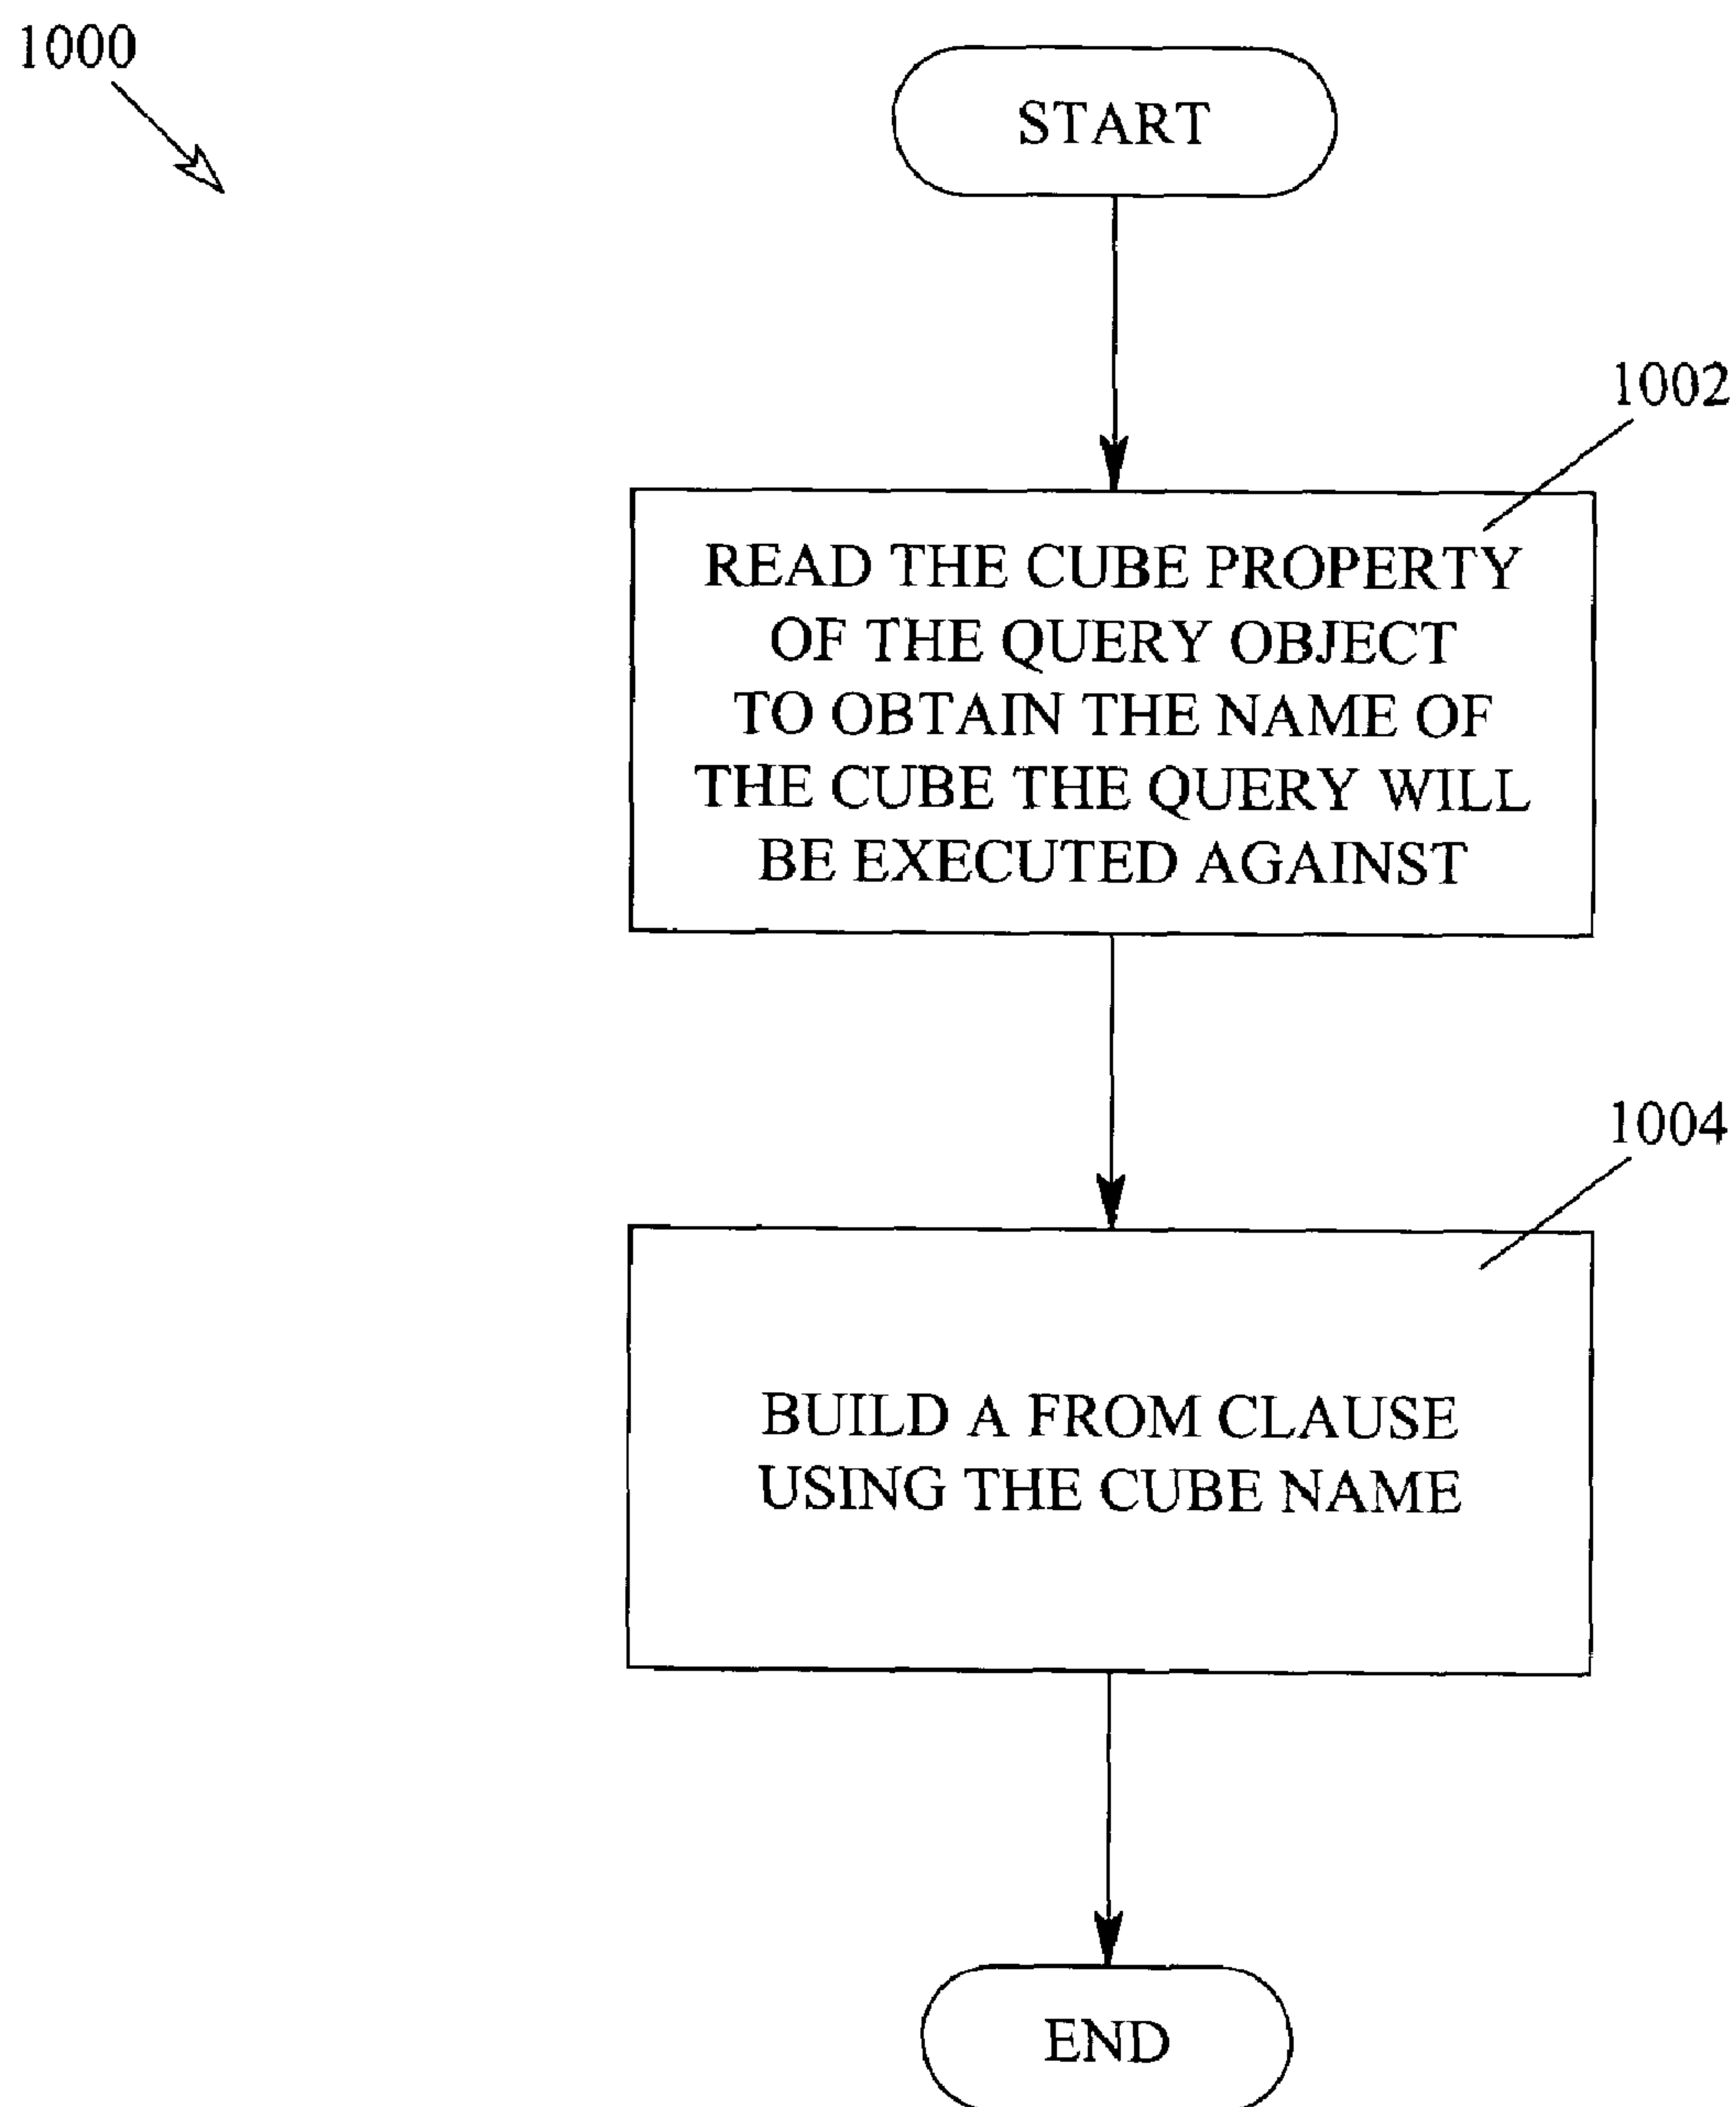 1000
START
1002
READ THE CUBE PROPERTY
OF THE QUERY OBJECT
TO OBTAIN THE NAME OF
THE CUBE THE QUERY WILL
BE EXECUTED AGAINST
1004
BUILD A FROM CLAUSE
USING THE CUBE NAME
END